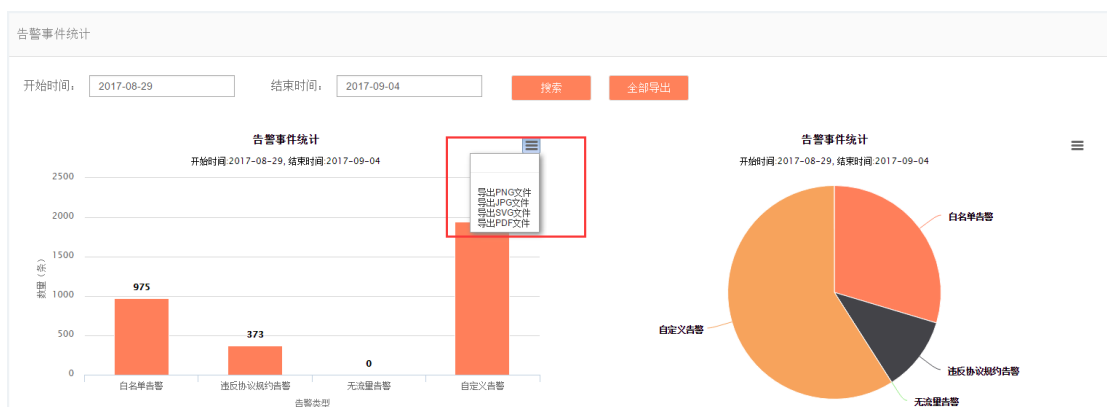 告警事件统计
开始时间： 2017-08-29 结束时间： 2017-09-04 搜索 全部导出
告警事件统计
开始时间:2017-08-29, 结束时间:2017-09-04
导出PNG文件
导出JPG文件
导出SVG文件
导出PDF文件
2500
2000
1500
1000
500
0
数量（条）
975
373
0
白名单告警 违反协议规约告警 无流量告警 自定义告警
告警类型
告警事件统计
开始时间:2017-08-29, 结束时间:2017-09-04
白名单告警
自定义告警
违反协议规约告警
无流量告警